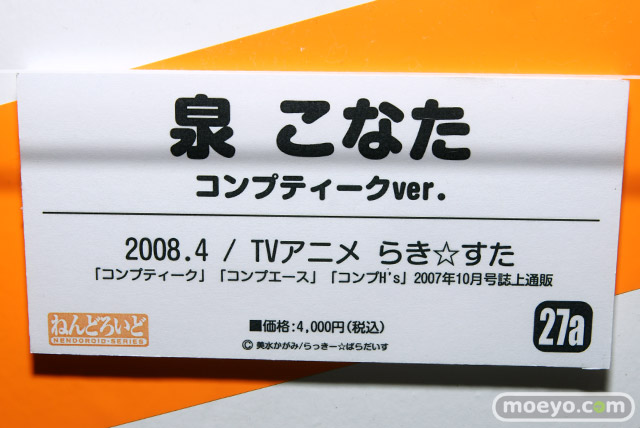 泉 こなた
コンプティークver.
2008.4 / TVアニメ らき☆すた
「コンプティーク」「コンプエース」「コンプH's」2007年10月号誌上通販
ねんどろいど
NENDOROID-SERIES
■価格:4,000円(税込)
© 美水かがみ/らっきー☆ぱらだいす
27a
moeyo.com